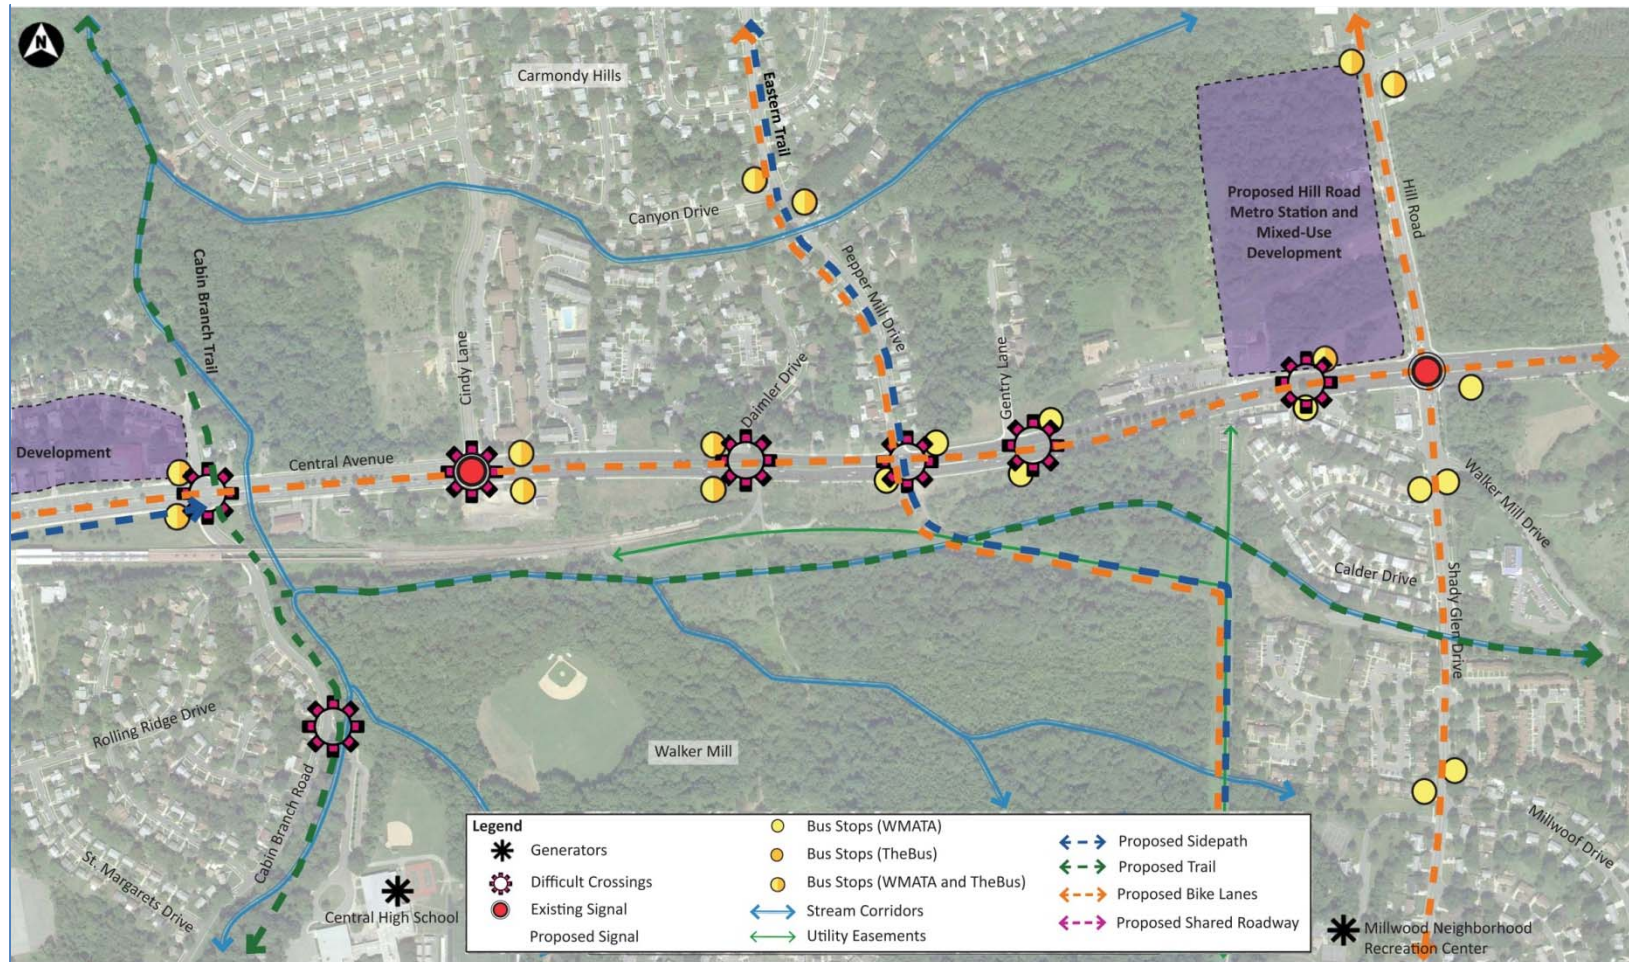 N
Carmondy Hills
Eastern Trail
Canyon Drive
Proposed Hill Road
Metro Station and
Mixed-Use
Development
Hill Road
Cabin Branch Trail
Pepper Mill Drive
Cindy Lane
Daimler Drive
Gentry Lane
Development
Central Avenue
Walker Mill Drive
Calder Drive
Shady Glen Drive
Rolling Ridge Drive
Walker Mill
Cabin Branch Road
St. Margarets Drive
Central High School
Millwoof Drive
Millwood Neighborhood
Recreation Center
Legend
Generators
Difficult Crossings
Existing Signal
Proposed Signal
Bus Stops (WMATA)
Bus Stops (TheBus)
Bus Stops (WMATA and TheBus)
Stream Corridors
Utility Easements
Proposed Sidepath
Proposed Trail
Proposed Bike Lanes
Proposed Shared Roadway